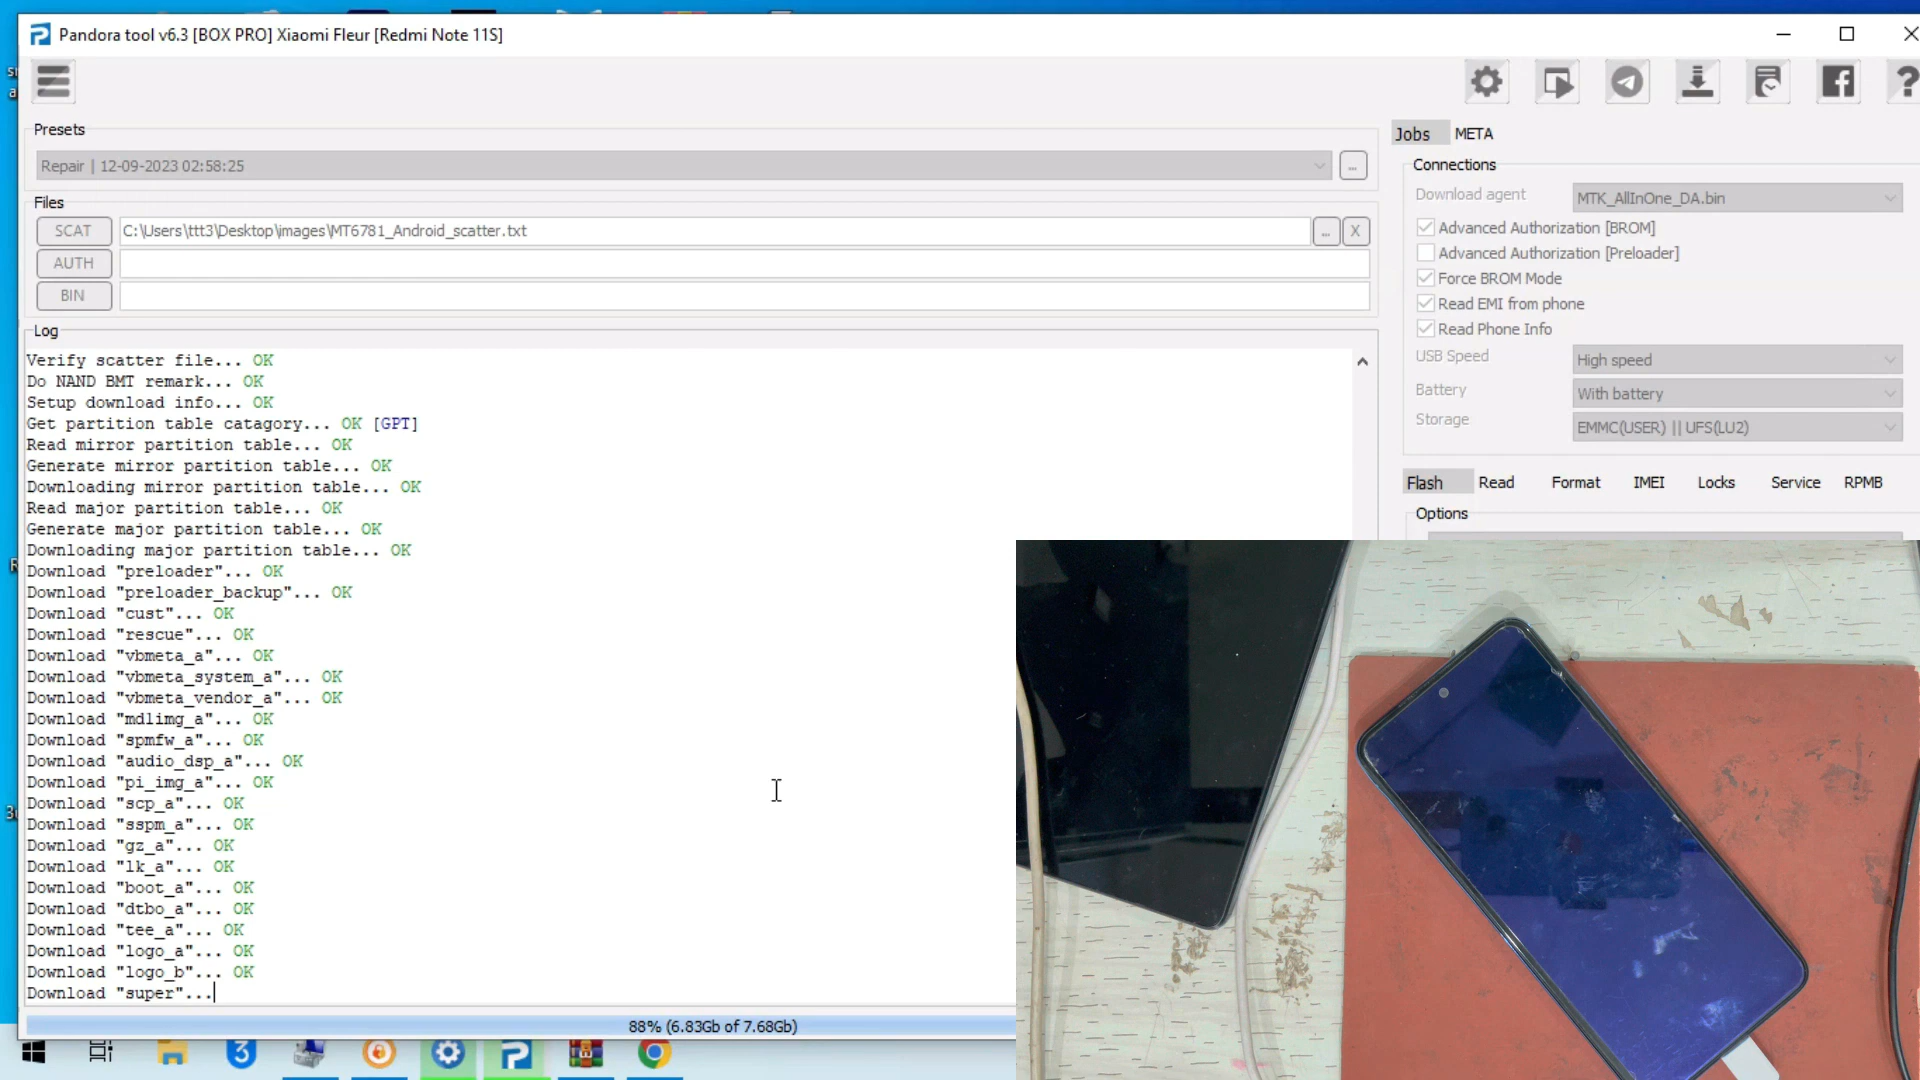 Pandora tool v6.3 [BOX PRO] Xiaomi Fleur [Redmi Note 11S]
Presets
Repair | 12-09-2023 02:58:25
...
Files
SCAT
C:\Users\ttt3\Desktop\images\MT6781_Android_scatter.txt
...
X
AUTH
BIN
Log
Verify scatter file... OK
Do NAND BMT remark... OK
Setup download info... OK
Get partition table catagory... OK [GPT]
Read mirror partition table... OK
Generate mirror partition table... OK
Downloading mirror partition table... OK
Read major partition table... OK
Generate major partition table... OK
Downloading major partition table... OK
Download "preloader"... OK
Download "preloader_backup"... OK
Download "cust"... OK
Download "rescue"... OK
Download "vbmeta_a"... OK
Download "vbmeta_system_a"... OK
Download "vbmeta_vendor_a"... OK
Download "mdlimg_a"... OK
Download "spmfw_a"... OK
Download "audio_dsp_a"... OK
Download "pi_img_a"... OK
Download "scp_a"... OK
Download "sspm_a"... OK
Download "gz_a"... OK
Download "lk_a"... OK
Download "boot_a"... OK
Download "dtbo_a"... OK
Download "tee_a"... OK
Download "logo_a"... OK
Download "logo_b"... OK
Download "super"...
88% (6.83Gb of 7.68Gb)
Jobs META
Connections
Download agent MTK_AllInOne_DA.bin
Advanced Authorization [BROM]
Advanced Authorization [Preloader]
Force BROM Mode
Read EMI from phone
Read Phone Info
USB Speed High speed
Battery With battery
Storage EMMC(USER) || UFS(LU2)
Flash Read Format IMEI Locks Service RPMB
Options